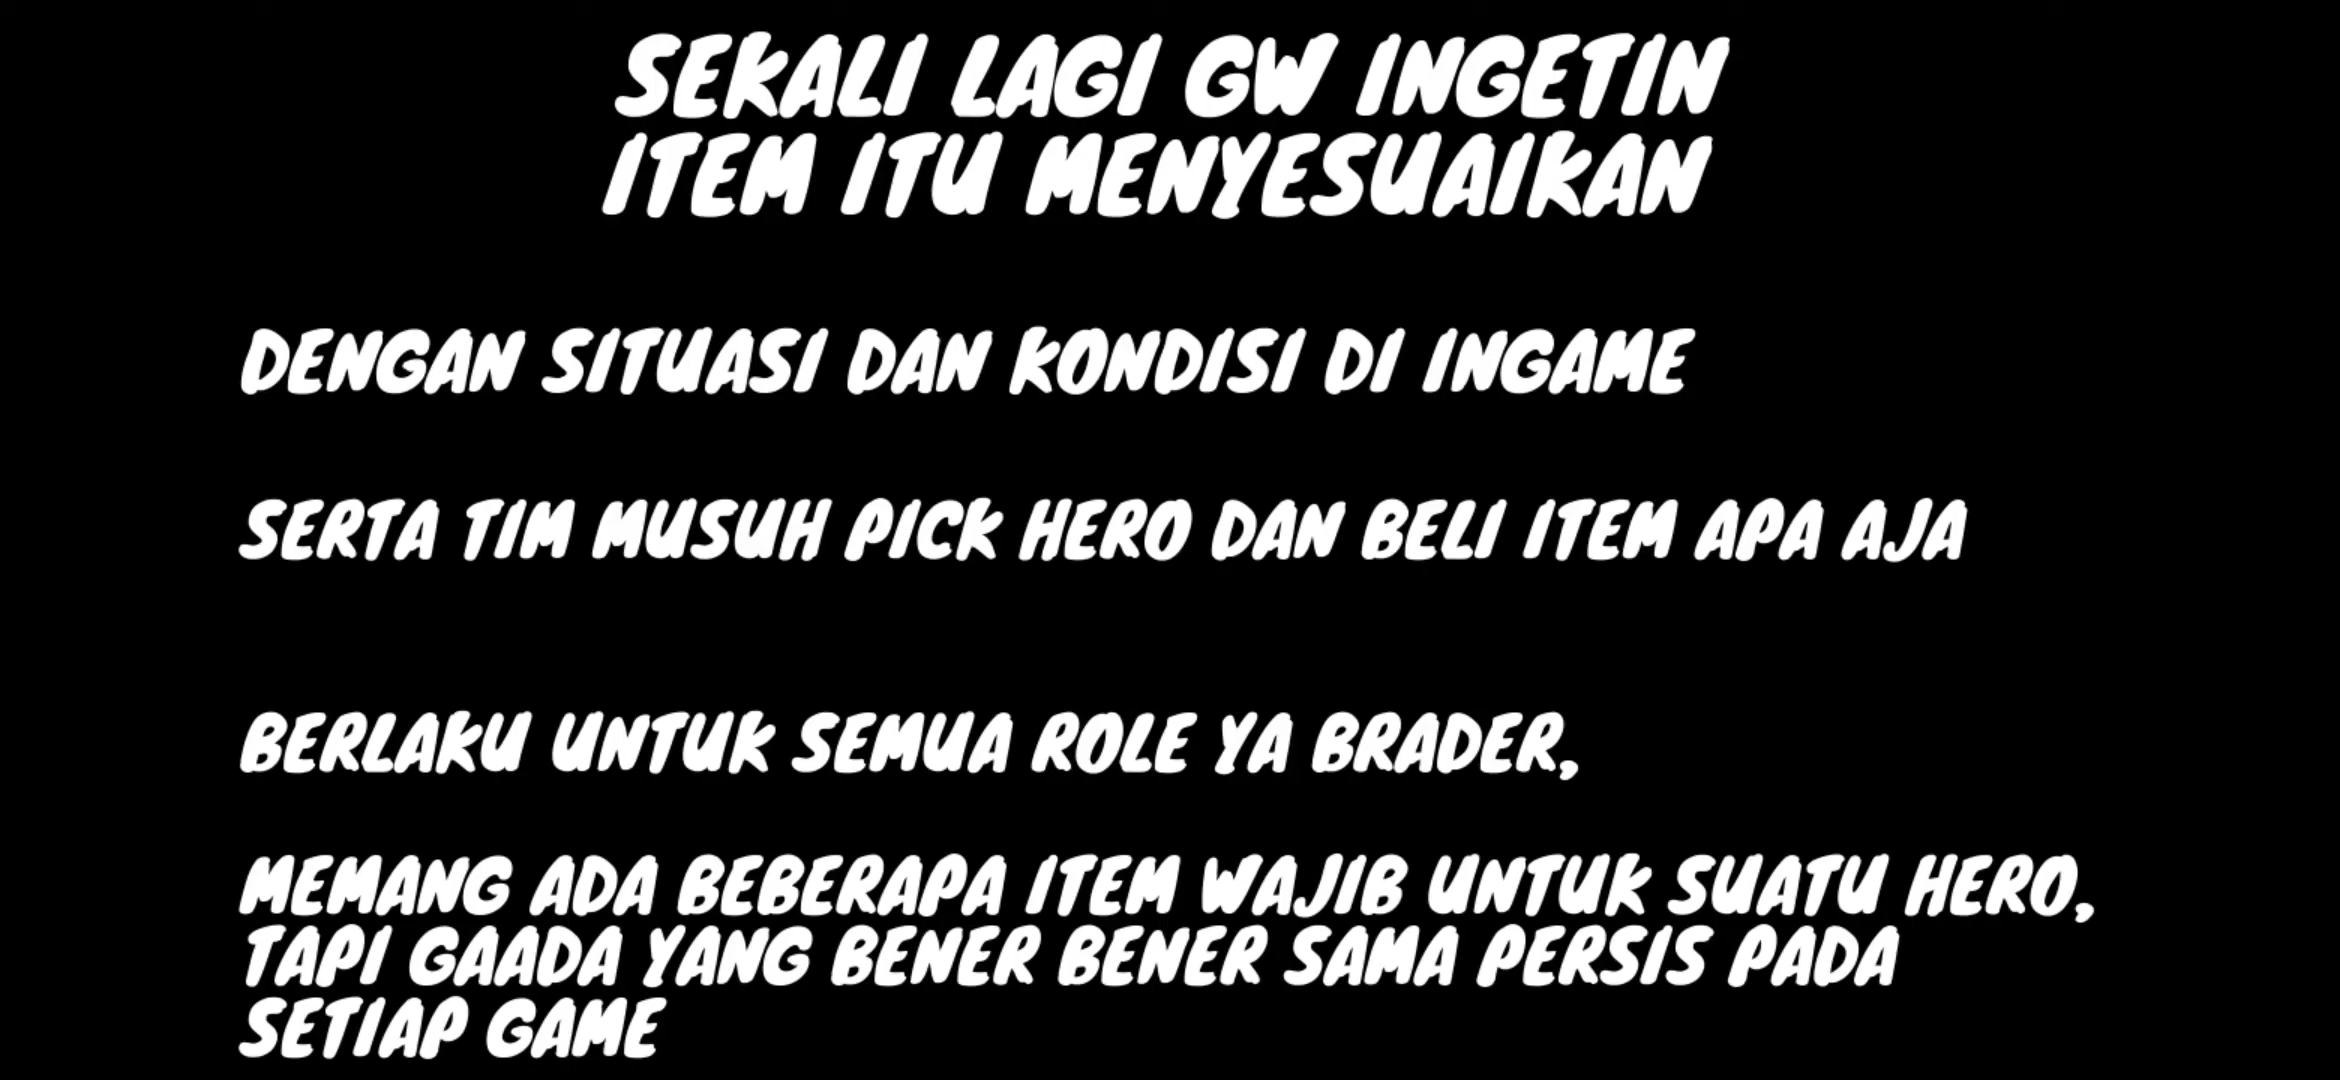 SEKALI LAGI GW INGETIN
ITEM ITU MENYESUAIKAN
DENGAN SITUASI DAN KONDISI DI INGAME
SERTA TIM MUSUH PICK HERO DAN BELI ITEM APA AJA
BERLAKU UNTUK SEMUA ROLE YA BRADER,
MEMANG ADA BEBERAPA ITEM WAJIB UNTUK SUATU HERO,
TAPI GAADA YANG BENER BENER SAMA PERSIS PADA
SETIAP GAME